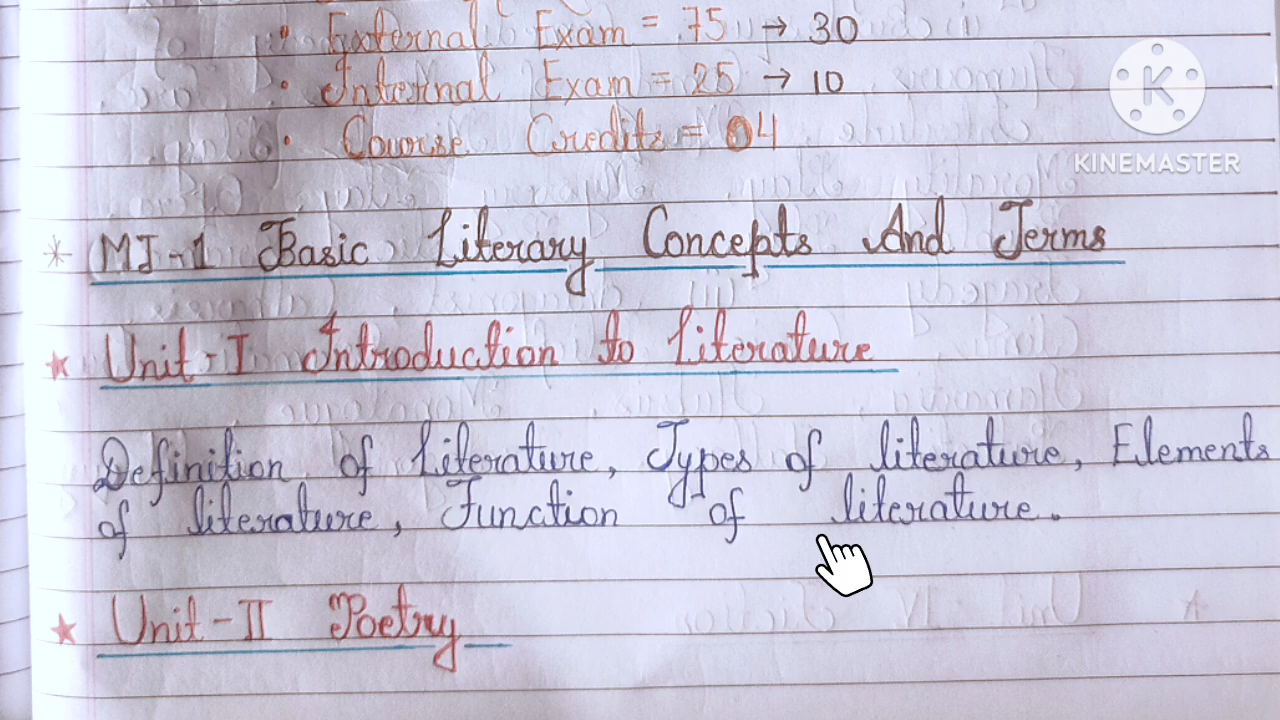 • External Exam = 75 → 30
• Internal Exam = 25 → 10
• Course Credits = 04
KINEMASTER
* MJ-1 Basic Literary Concepts And Terms
★ Unit-I Introduction to Literature
Definition of Literature, Types of literature, Elements
of literature, Function of literature.
★ Unit-II Poetry